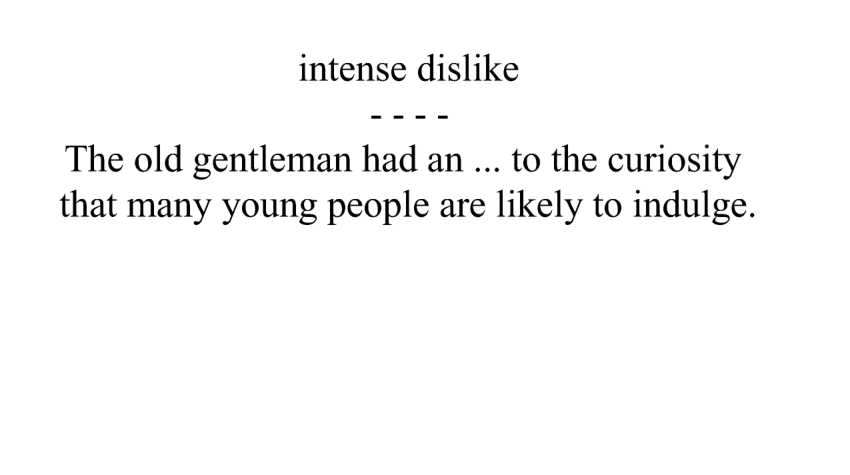 intense dislike
- - - -
The old gentleman had an ... to the curiosity
that many young people are likely to indulge.